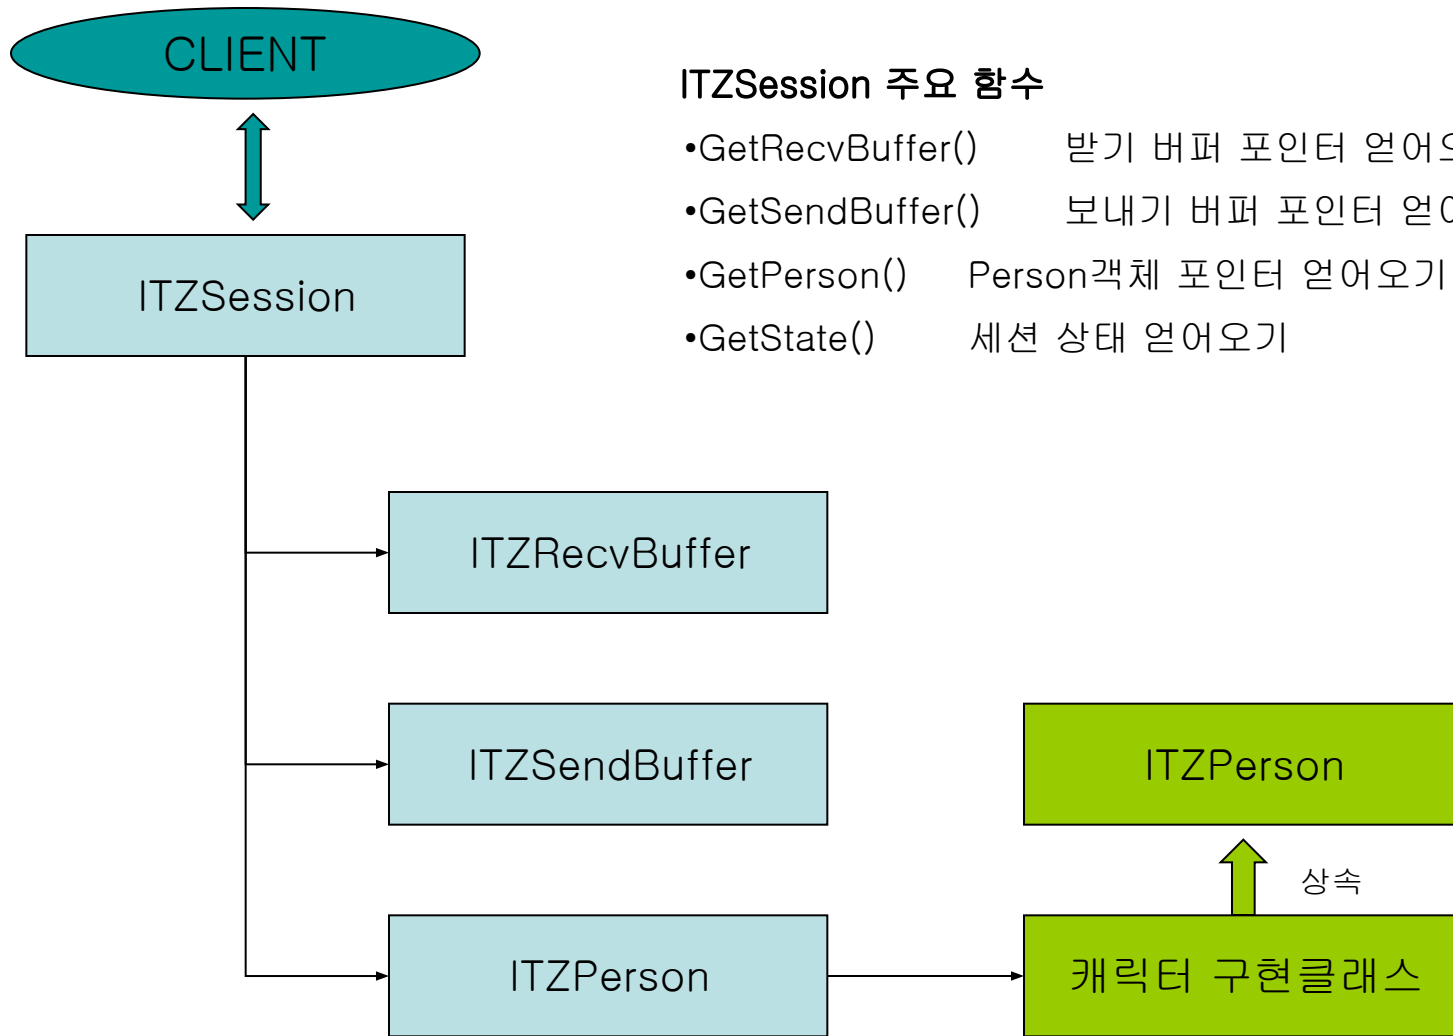 CLIENT
ITZSession 주요 함수
•GetRecvBuffer() 받기 버퍼 포인터
•GetSendBuffer() 보내기 버퍼 포인터
•GetPerson() Person객체 포인터 얻어오기
•GetState() 세션 상태 얻어오기
ITZSession
ITZRecvBuffer
ITZSendBuffer
ITZPerson
상속
ITZPerson
캐릭터 구현클래스